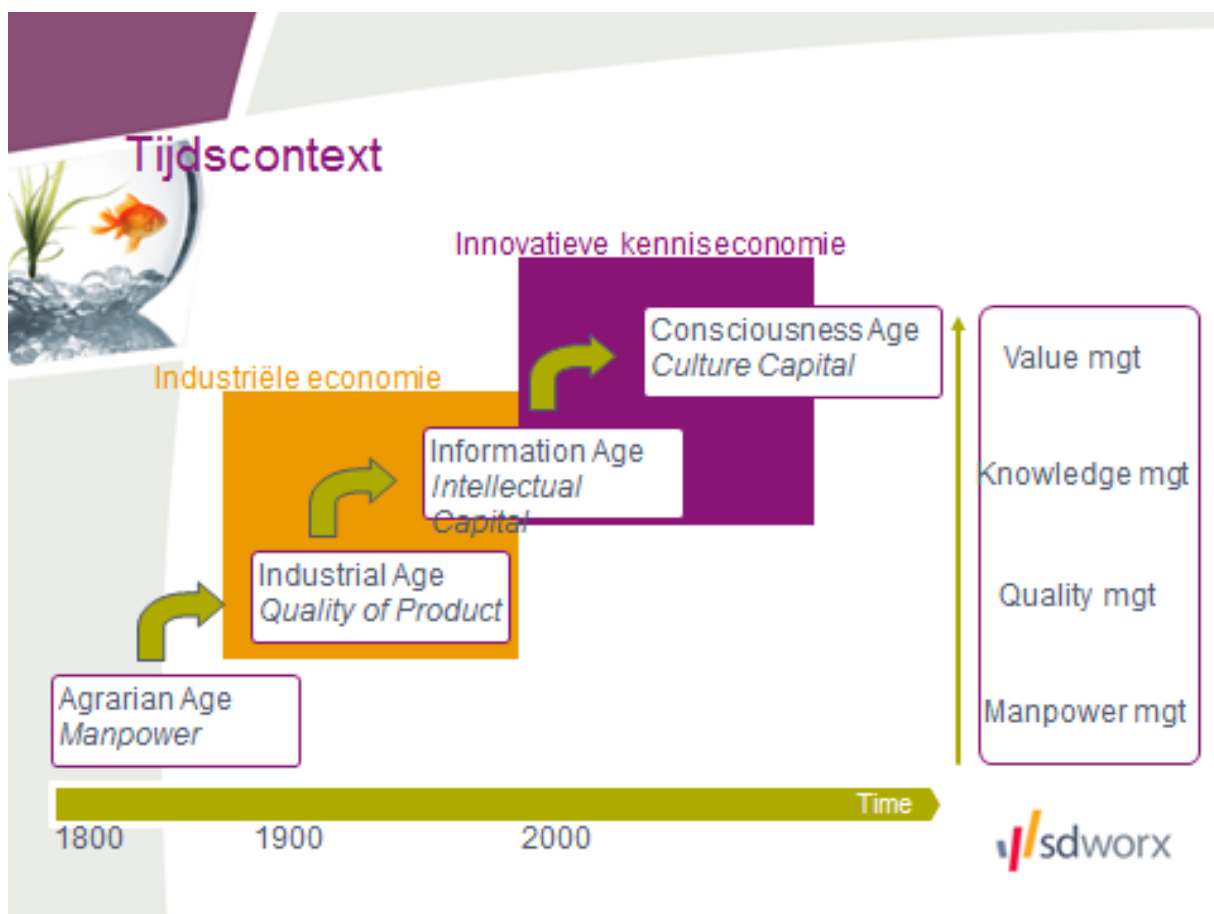 Tijdscontext
Innovatieve kenniseconomie
Consciousness Age
Culture Capital
Value mgt
Industriële economie
Information Age
Intellectual
Capital
Knowledge mgt
Industrial Age
Quality of Product
Quality mgt
Agrarian Age
Manpower
Manpower mgt
Time
1800
1900
2000
sdworx